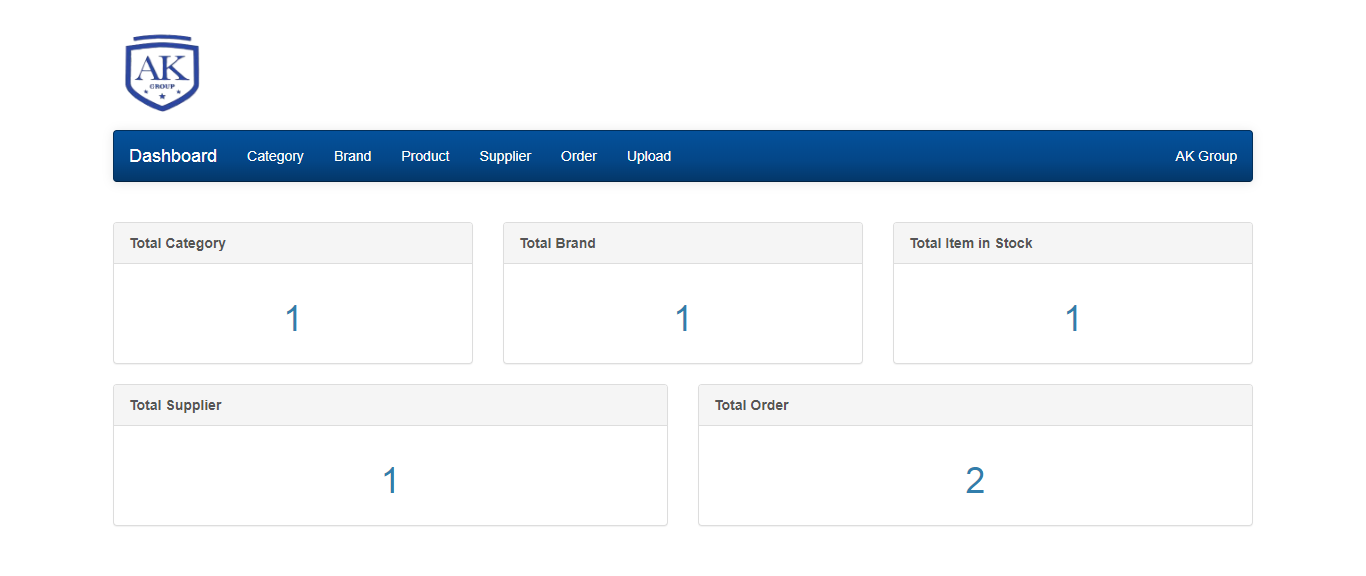 AK
GROUP
Dashboard Category Brand Product Supplier Order Upload AK Group
Total Category Total Brand Total Item in Stock
1 1 1
Total Supplier Total Order
1 2